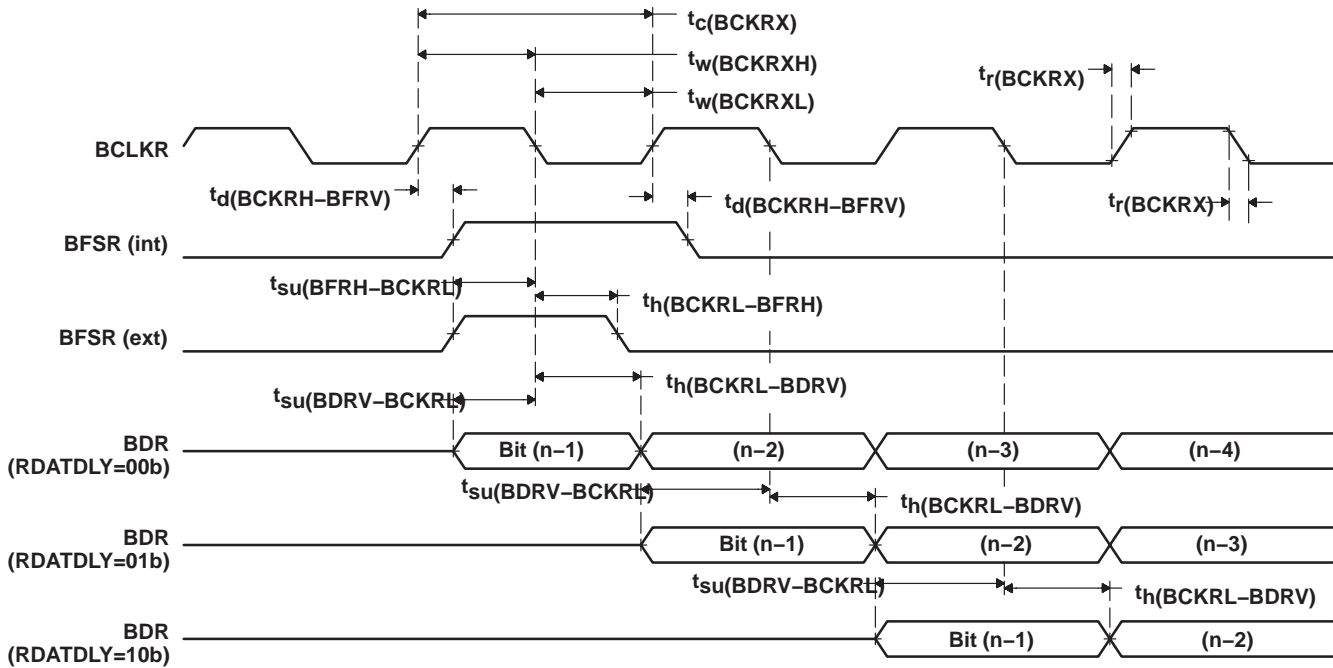 tc(BCKRX)
tw(BCKRXH)
tr(BCKRX)
tw(BCKRXL)
BCLKR
td(BCKRH–BFRV)
td(BCKRH–BFRV)
tr(BCKRX)
BFSR (int)
tsu(BFRH–BCKRL)
th(BCKRL–BFRH)
BFSR (ext)
th(BCKRL–BDRV)
tsu(BDRV–BCKRL)
BDR
(RDATDLY=00b)
Bit (n–1)
(n–2)
(n–3)
(n–4)
tsu(BDRV–BCKRL)
th(BCKRL–BDRV)
BDR
(RDATDLY=01b)
Bit (n–1)
(n–2)
(n–3)
tsu(BDRV–BCKRL)
th(BCKRL–BDRV)
BDR
(RDATDLY=10b)
Bit (n–1)
(n–2)